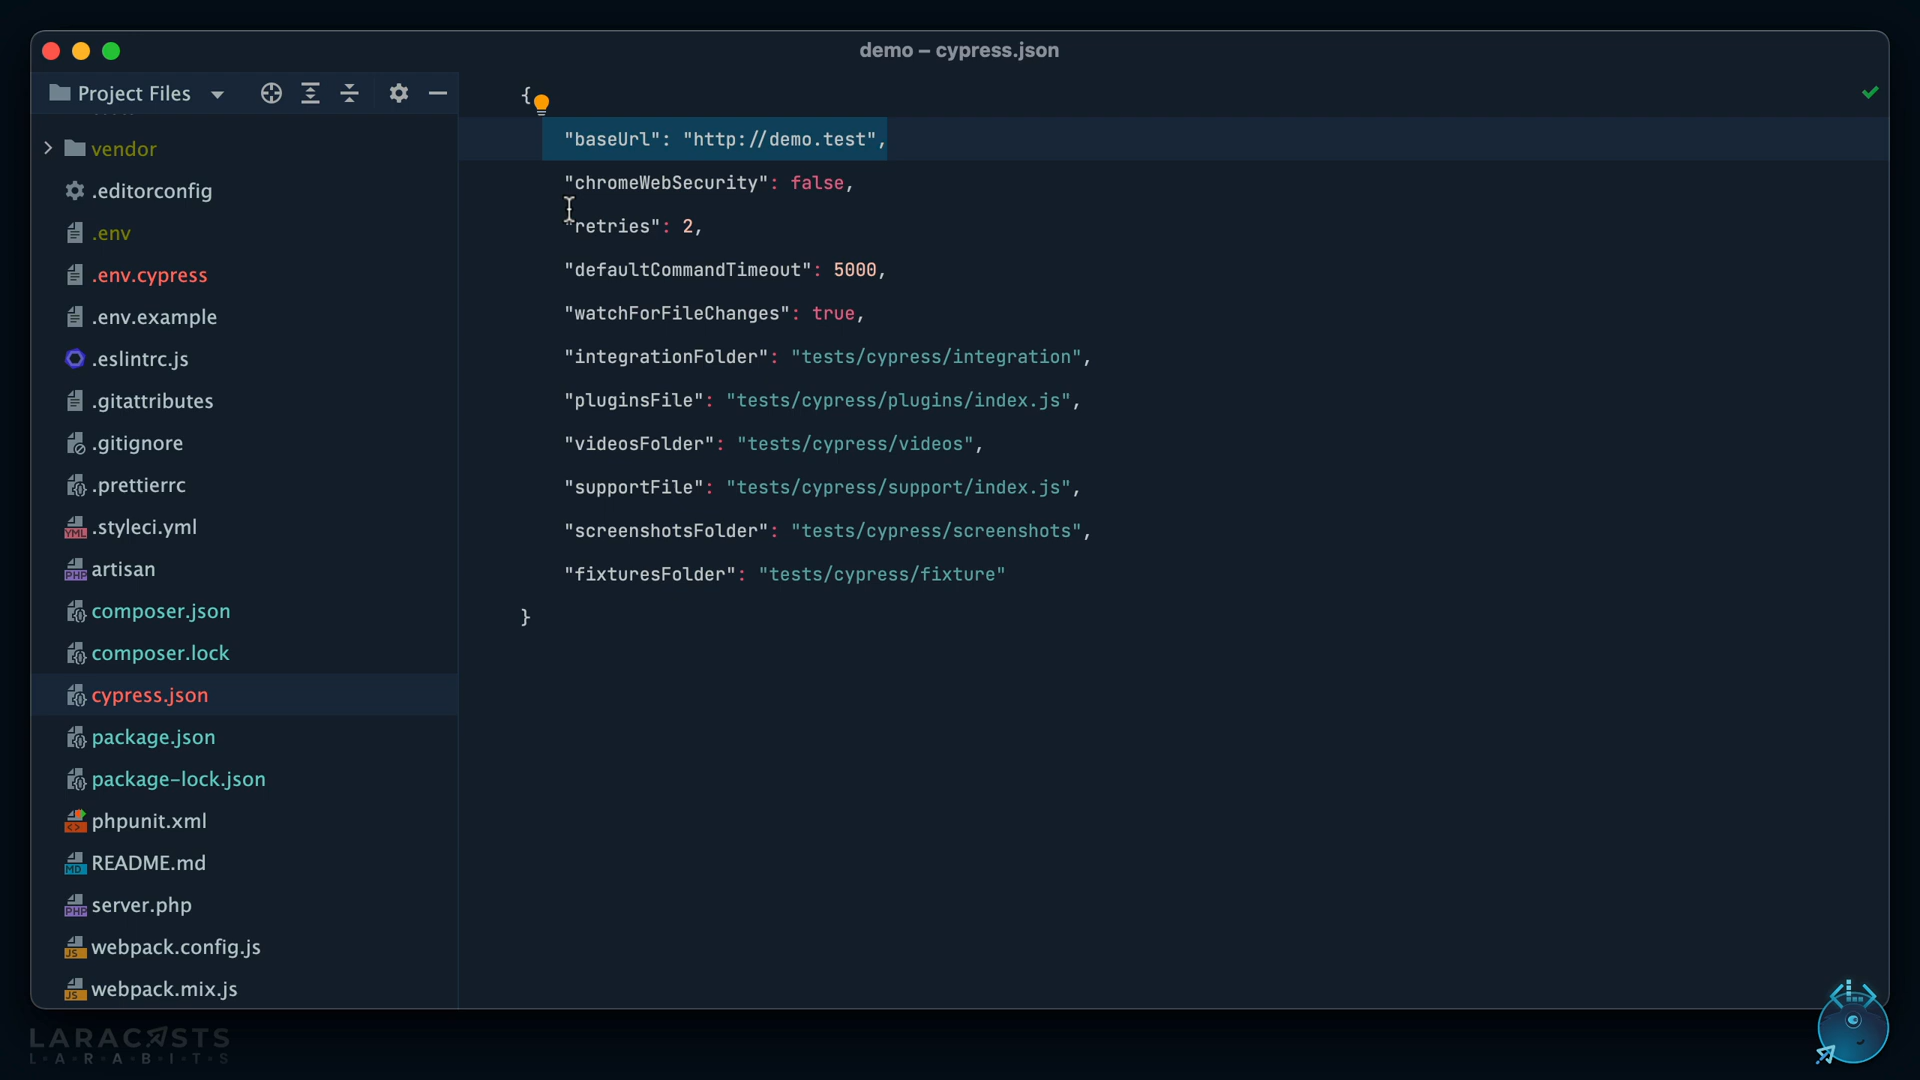 demo – cypress.json
Project Files
vendor
.editorconfig
.env
.env.cypress
.env.example
.eslintrc.js
.gitattributes
.gitignore
.prettierrc
.styleci.yml
artisan
composer.json
composer.lock
cypress.json
package.json
package-lock.json
phpunit.xml
README.md
server.php
webpack.config.js
webpack.mix.js
{
"baseUrl": "http://demo.test",
"chromeWebSecurity": false,
"retries": 2,
"defaultCommandTimeout": 5000,
"watchForFileChanges": true,
"integrationFolder": "tests/cypress/integration",
"pluginsFile": "tests/cypress/plugins/index.js",
"videosFolder": "tests/cypress/videos",
"supportFile": "tests/cypress/support/index.js",
"screenshotsFolder": "tests/cypress/screenshots",
"fixturesFolder": "tests/cypress/fixture"
}
LARACASTS
L·A·R·A·B·I·T·S